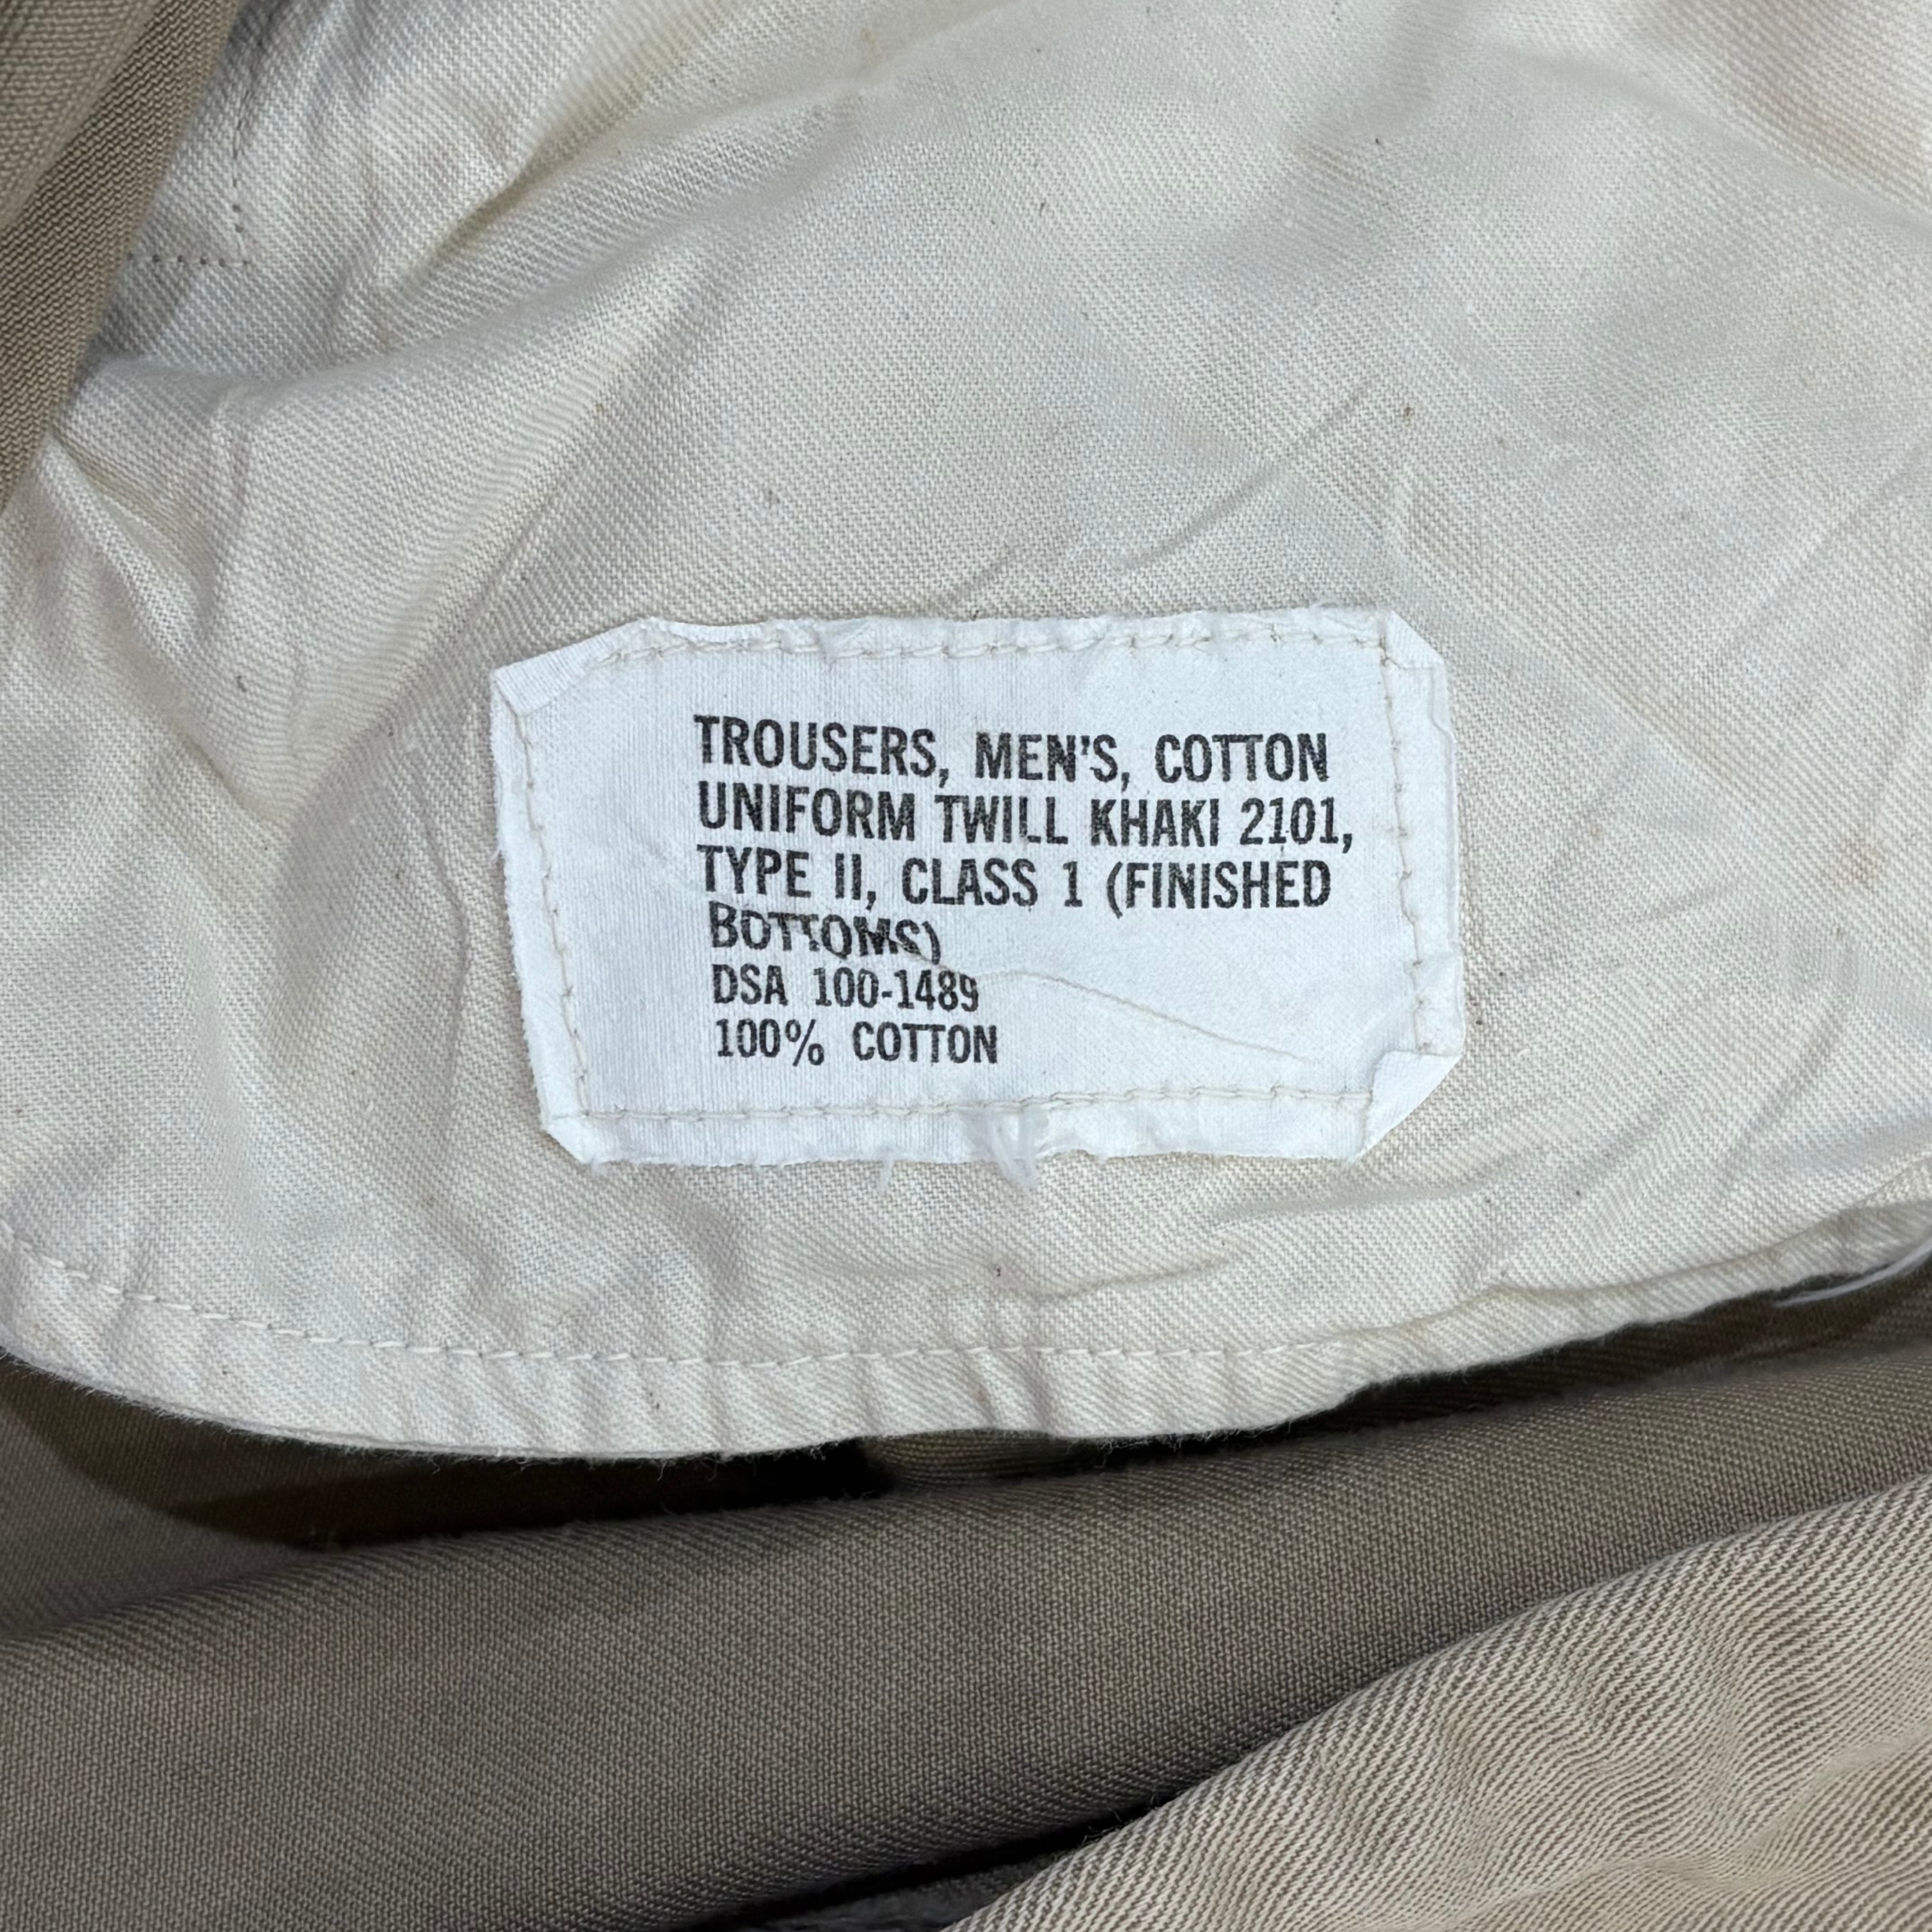 TROUSERS, MEN'S, COTTON
UNIFORM TWILL KHAKI 2101,
TYPE II, CLASS 1 (FINISHED
BOTTOMS)
DSA 100-1489
100% COTTON